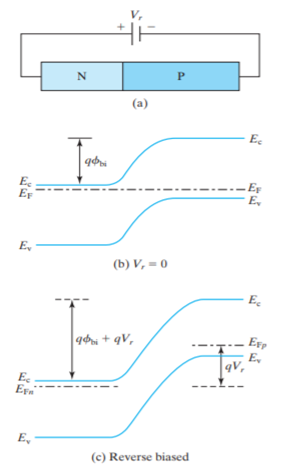 V_r
+ −
N P
(a)
E_c
qϕ_bi
E_c
E_F
E_F
E_v
E_v
(b) V_r = 0
E_c
qϕ_bi + qV_r
E_Fp
E_v
qV_r
E_c
E_Fn
E_v
(c) Reverse biased